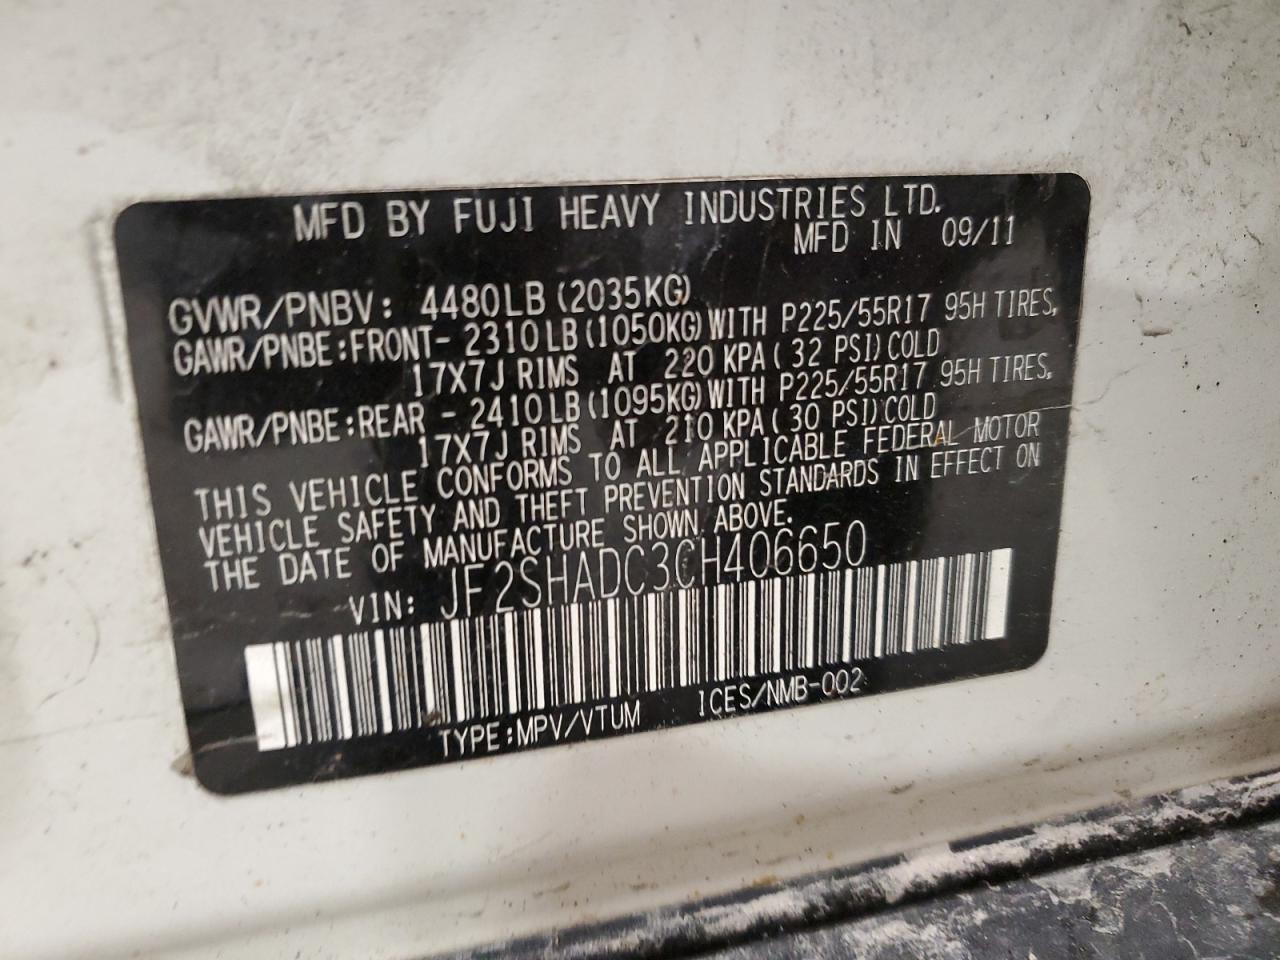 MFD BY FUJI HEAVY INDUSTRIES LTD.
MFD IN 09/11
GVWR/PNBV: 4480LB(2035KG)
GAWR/PNBE:FRONT- 2310LB(1050KG)WITH P225/55R17 95H TIRES,
17X7J RIMS AT 220 KPA(32 PSI)COLD
GAWR/PNBE:REAR - 2410LB(1095KG)WITH P225/55R17 95H TIRES,
17X7J RIMS AT 210 KPA(30 PSI)COLD
THIS VEHICLE CONFORMS TO ALL APPLICABLE FEDERAL MOTOR
VEHICLE SAFETY AND THEFT PREVENTION STANDARDS IN EFFECT ON
THE DATE OF MANUFACTURE SHOWN ABOVE.
VIN: JF2SHADC3CH406650
TYPE:MPV/VTUM ICES/NMB-002